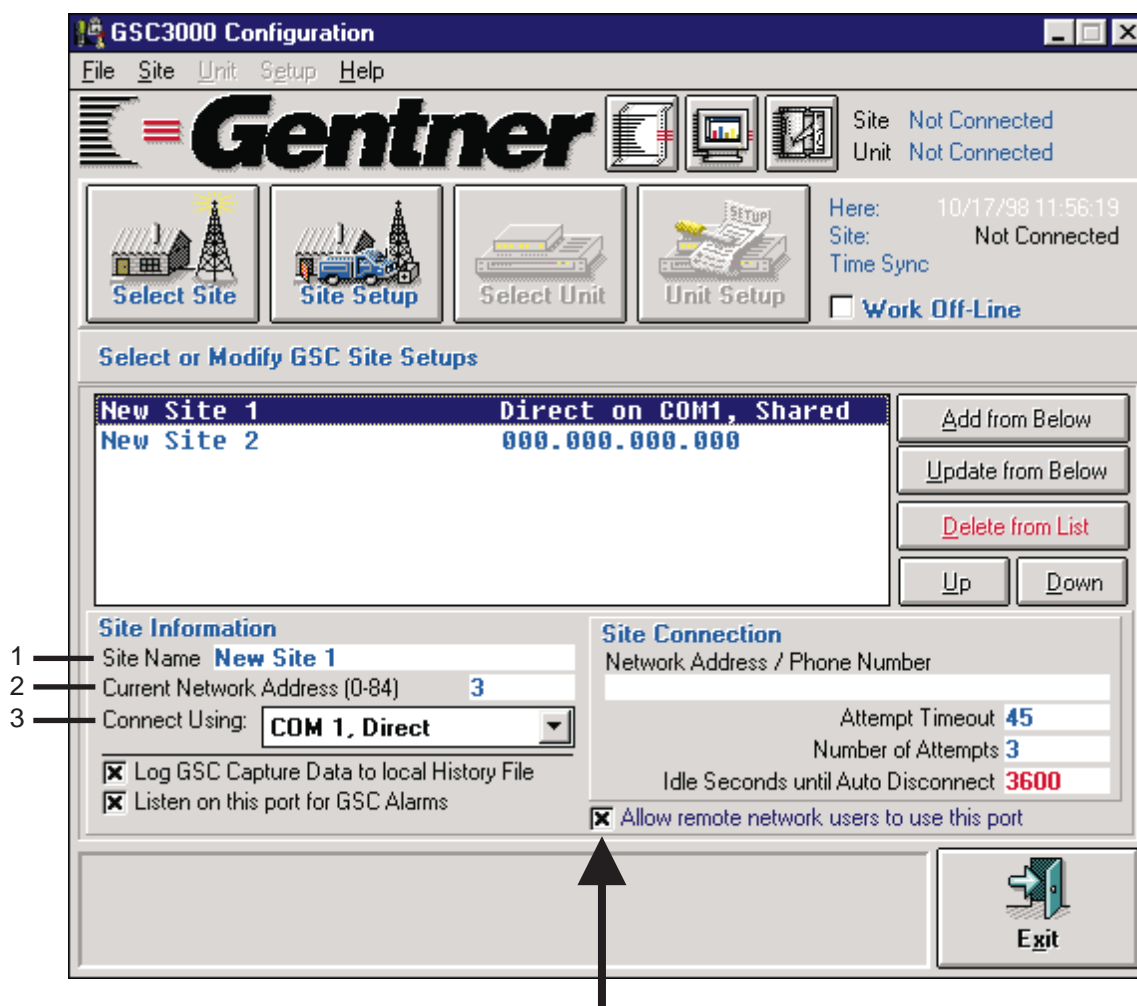 GSC3000 Configuration
File Site Unit Setup Help
Gentner
Site Not Connected
Unit Not Connected
Select Site
Site Setup
Select Unit
SETUP
Unit Setup
Here: 10/17/98 11:56:19
Site: Not Connected
Time Sync
Work Off-Line
Select or Modify GSC Site Setups
New Site 1 Direct on COM1, Shared
New Site 2 000.000.000.000
Add from Below
Update from Below
Delete from List
Up Down
Site Information
1 Site Name New Site 1
2 Current Network Address (0-84) 3
3 Connect Using: COM 1, Direct
Log GSC Capture Data to local History File
Listen on this port for GSC Alarms
Site Connection
Network Address / Phone Number
Attempt Timeout 45
Number of Attempts 3
Idle Seconds until Auto Disconnect 3600
Allow remote network users to use this port
Exit